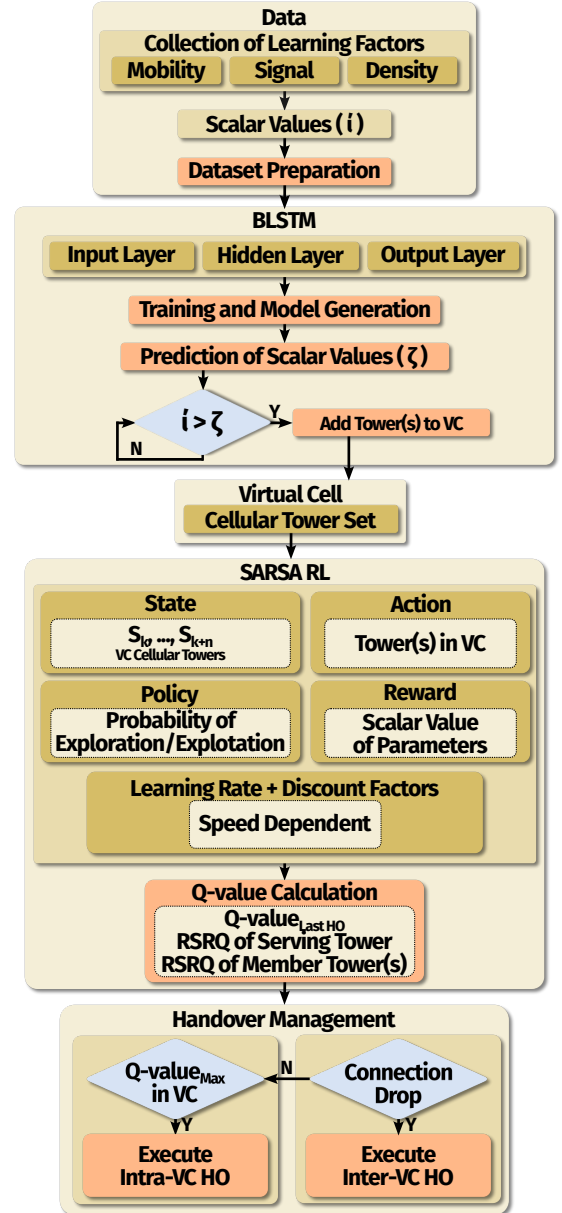 Data
Collection of Learning Factors
Mobility
Signal
Density
Scalar Values (í)
Dataset Preparation
BLSTM
Input Layer
Hidden Layer
Output Layer
Training and Model Generation
Prediction of Scalar Values (ζ)
í > ζ
Y
N
Add Tower(s) to VC
Virtual Cell
Cellular Tower Set
SARSA RL
State
Sk, ..., Sk+n
VC Cellular Towers
Action
Tower(s) in VC
Policy
Probability of
Exploration/Explotation
Reward
Scalar Value
of Parameters
Learning Rate + Discount Factors
Speed Dependent
Q-value Calculation
Q-valueLast HO
RSRQ of Serving Tower
RSRQ of Member Tower(s)
Handover Management
Q-valueMax
in VC
N
Connection
Drop
Y
Y
Execute
Intra-VC HO
Execute
Inter-VC HO